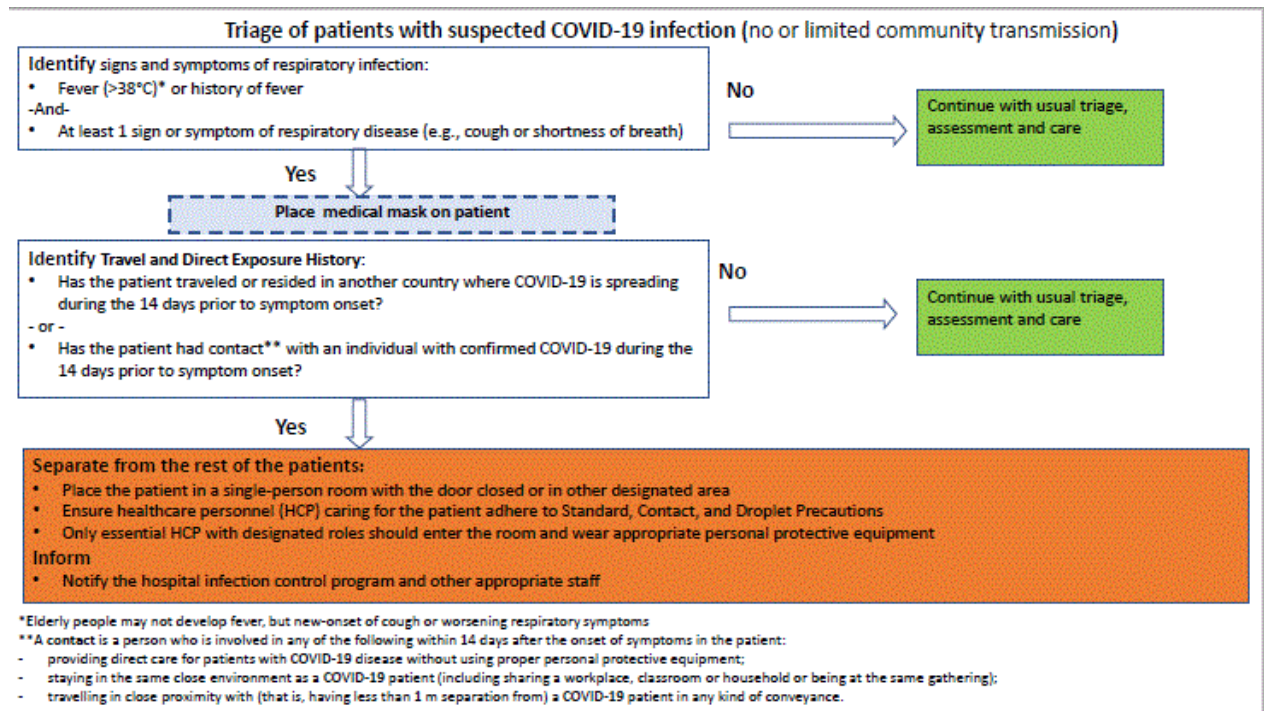 Triage of patients with suspected COVID-19 infection (no or limited community transmission)
Identify signs and symptoms of respiratory infection:
• Fever (>38°C)* or history of fever
-And-
• At least 1 sign or symptom of respiratory disease (e.g., cough or shortness of breath)
No
Continue with usual triage,
assessment and care
Yes
Place medical mask on patient
Identify Travel and Direct Exposure History:
• Has the patient traveled or resided in another country where COVID-19 is spreading
during the 14 days prior to symptom onset?
- or -
• Has the patient had contact** with an individual with confirmed COVID-19 during the
14 days prior to symptom onset?
No
Continue with usual triage,
assessment and care
Yes
Separate from the rest of the patients:
• Place the patient in a single-person room with the door closed or in other designated area
• Ensure healthcare personnel (HCP) caring for the patient adhere to Standard, Contact, and Droplet Precautions
• Only essential HCP with designated roles should enter the room and wear appropriate personal protective equipment
Inform
• Notify the hospital infection control program and other appropriate staff
*Elderly people may not develop fever, but new-onset of cough or worsening respiratory symptoms
**A contact is a person who is involved in any of the following within 14 days after the onset of symptoms in the patient:
- providing direct care for patients with COVID-19 disease without using proper personal protective equipment;
- staying in the same close environment as a COVID-19 patient (including sharing a workplace, classroom or household or being at the same gathering);
- travelling in close proximity with (that is, having less than 1 m separation from) a COVID-19 patient in any kind of conveyance.